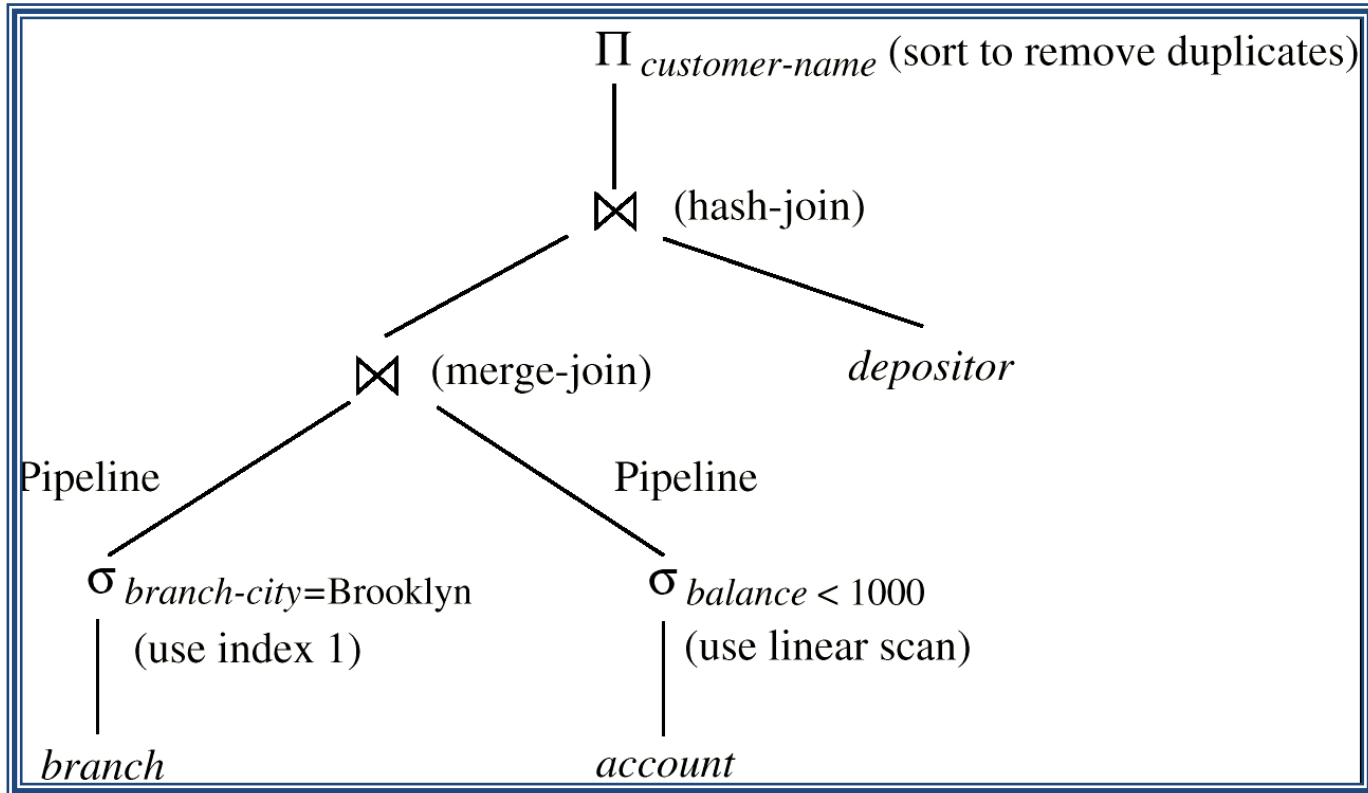 Π customer-name (sort to remove duplicates)
⋈ (hash-join)
⋈ (merge-join)
depositor
Pipeline
Pipeline
σ branch-city=Brooklyn
(use index 1)
σ balance < 1000
(use linear scan)
branch
account